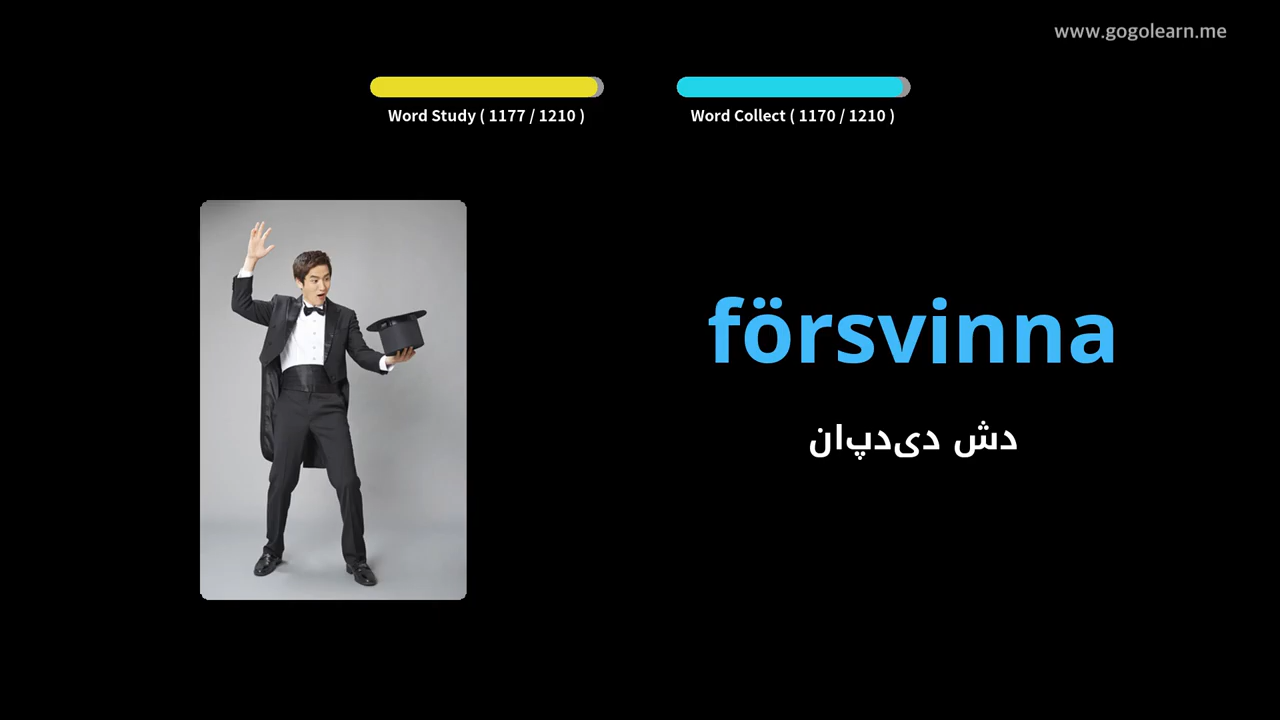 www.gogolearn.me
Word Study ( 1177 / 1210 )
Word Collect ( 1170 / 1210 )
försvinna
دش دیدپان